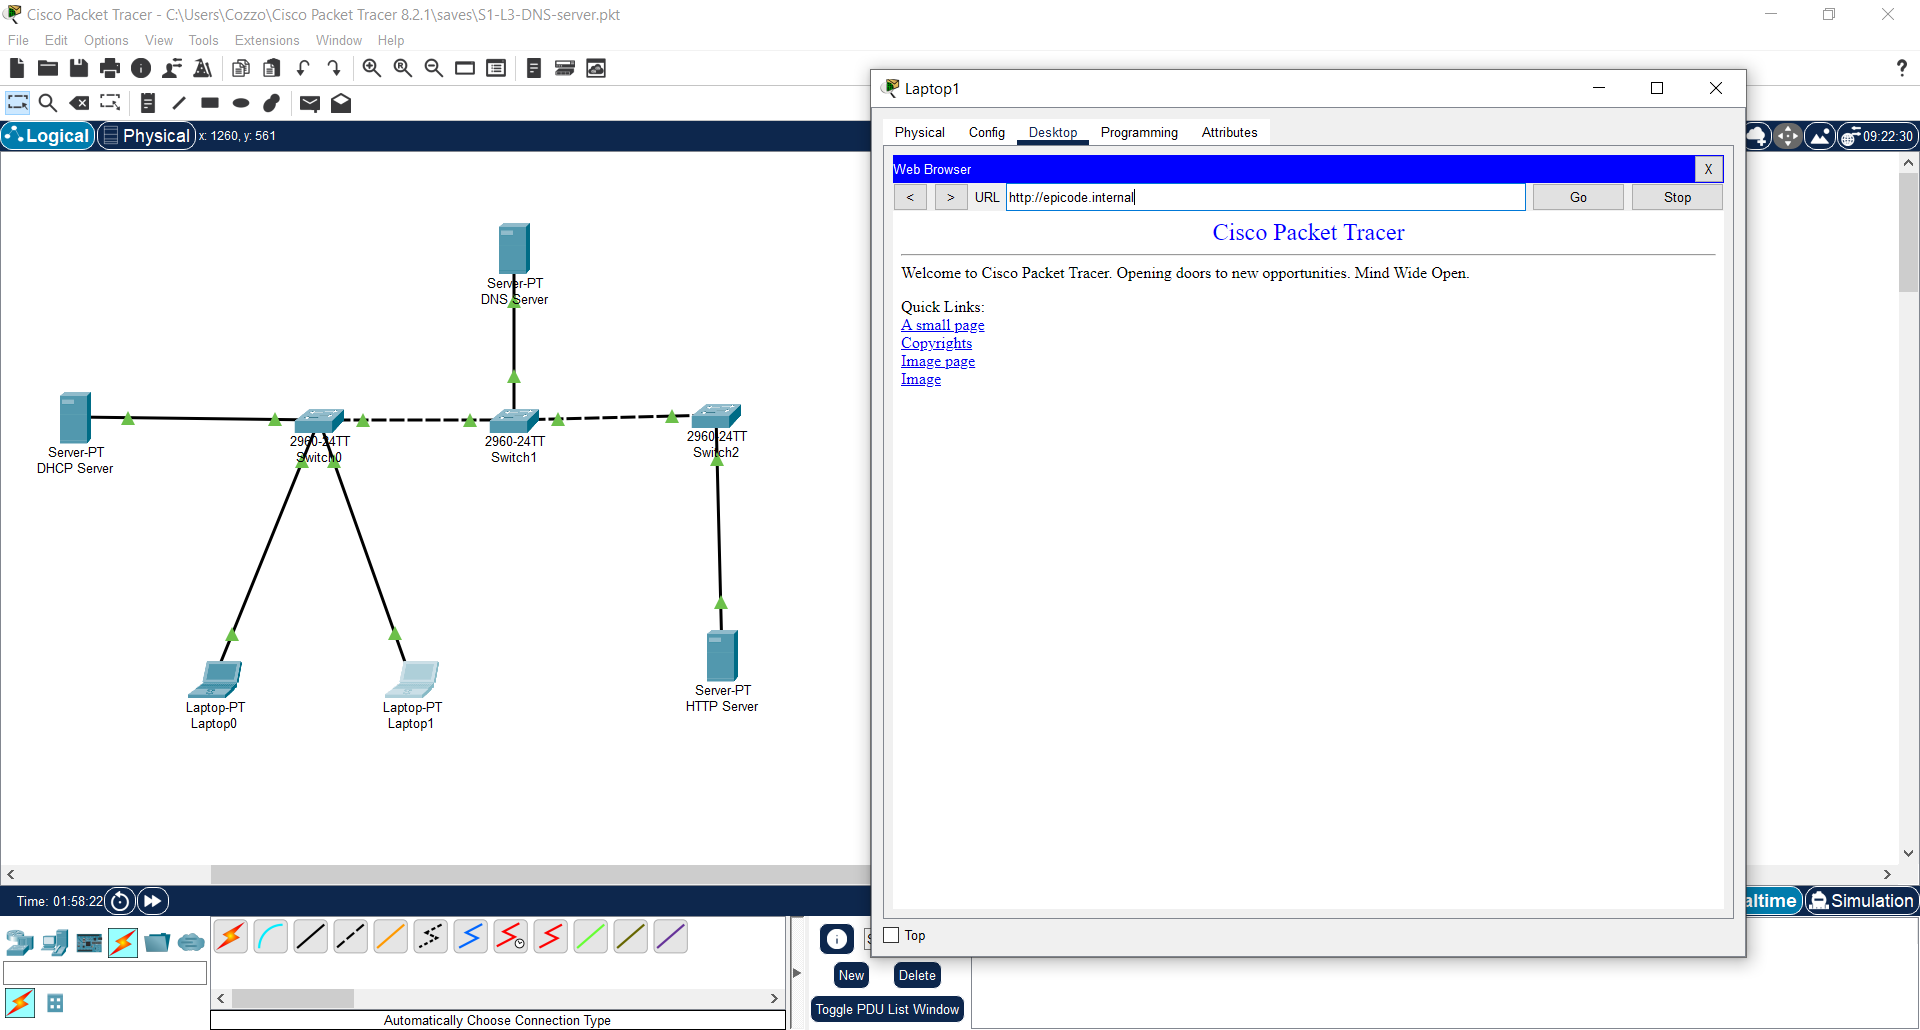 Cisco Packet Tracer - C:\Users\Cozzo\Cisco Packet Tracer 8.2.1\saves\S1-L3-DNS-server.pkt
File Edit Options View Tools Extensions Window Help
Logical Physical x: 1260, y: 561
09:22:30
Server-PT
DNS Server
Server-PT
DHCP Server
2960-24TT
Switch0
2960-24TT
Switch1
2960-24TT
Switch2
Laptop-PT
Laptop0
Laptop-PT
Laptop1
Server-PT
HTTP Server
Laptop1
Physical Config Desktop Programming Attributes
Web Browser X
< > URL http://epicode.internal Go Stop
Cisco Packet Tracer
Welcome to Cisco Packet Tracer. Opening doors to new opportunities. Mind Wide Open.
Quick Links:
A small page
Copyrights
Image page
Image
Top
Time: 01:58:22
altime Simulation
New Delete
Toggle PDU List Window
Automatically Choose Connection Type